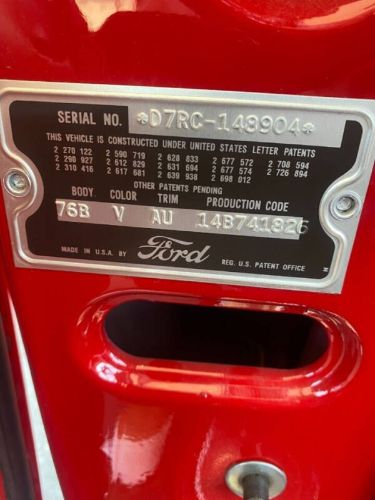 SERIAL NO. *D7RC-148904*
THIS VEHICLE IS CONSTRUCTED UNDER UNITED STATES LETTER PATENTS
2 270 122 2 590 719 2 628 833 2 677 572 2 708 594
2 290 927 2 612 829 2 631 694 2 677 574 2 726 894
2 310 416 2 617 681 2 639 938 2 698 012
OTHER PATENTS PENDING
BODY COLOR TRIM PRODUCTION CODE
76B V AU 14B741826
MADE IN U.S.A. BY Ford REG. U.S. PATENT OFFICE